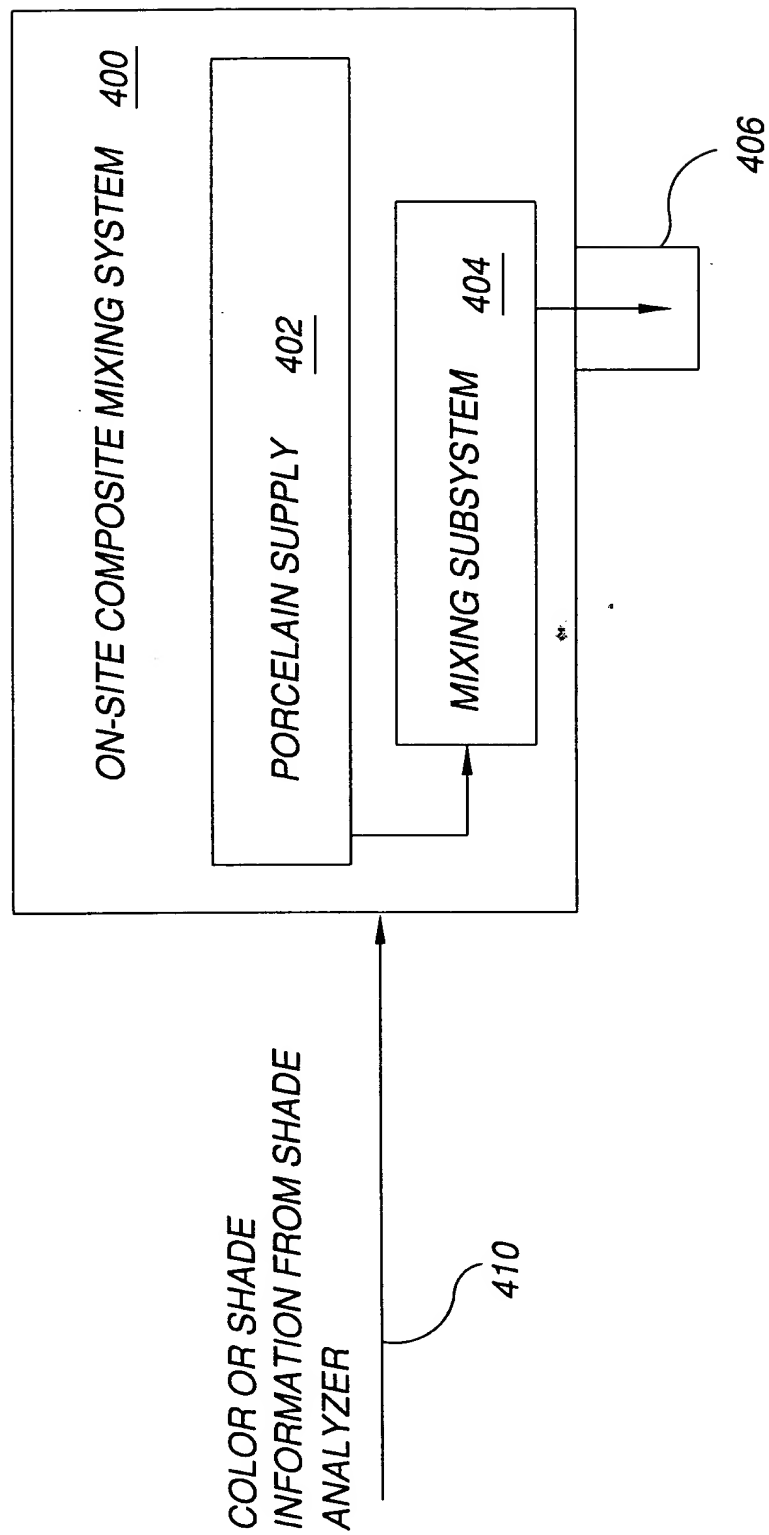 ON-SITE COMPOSITE MIXING SYSTEM 400
PORCELAIN SUPPLY 402
MIXING SUBSYSTEM 404
406
COLOR OR SHADE
INFORMATION FROM SHADE
ANALYZER
410